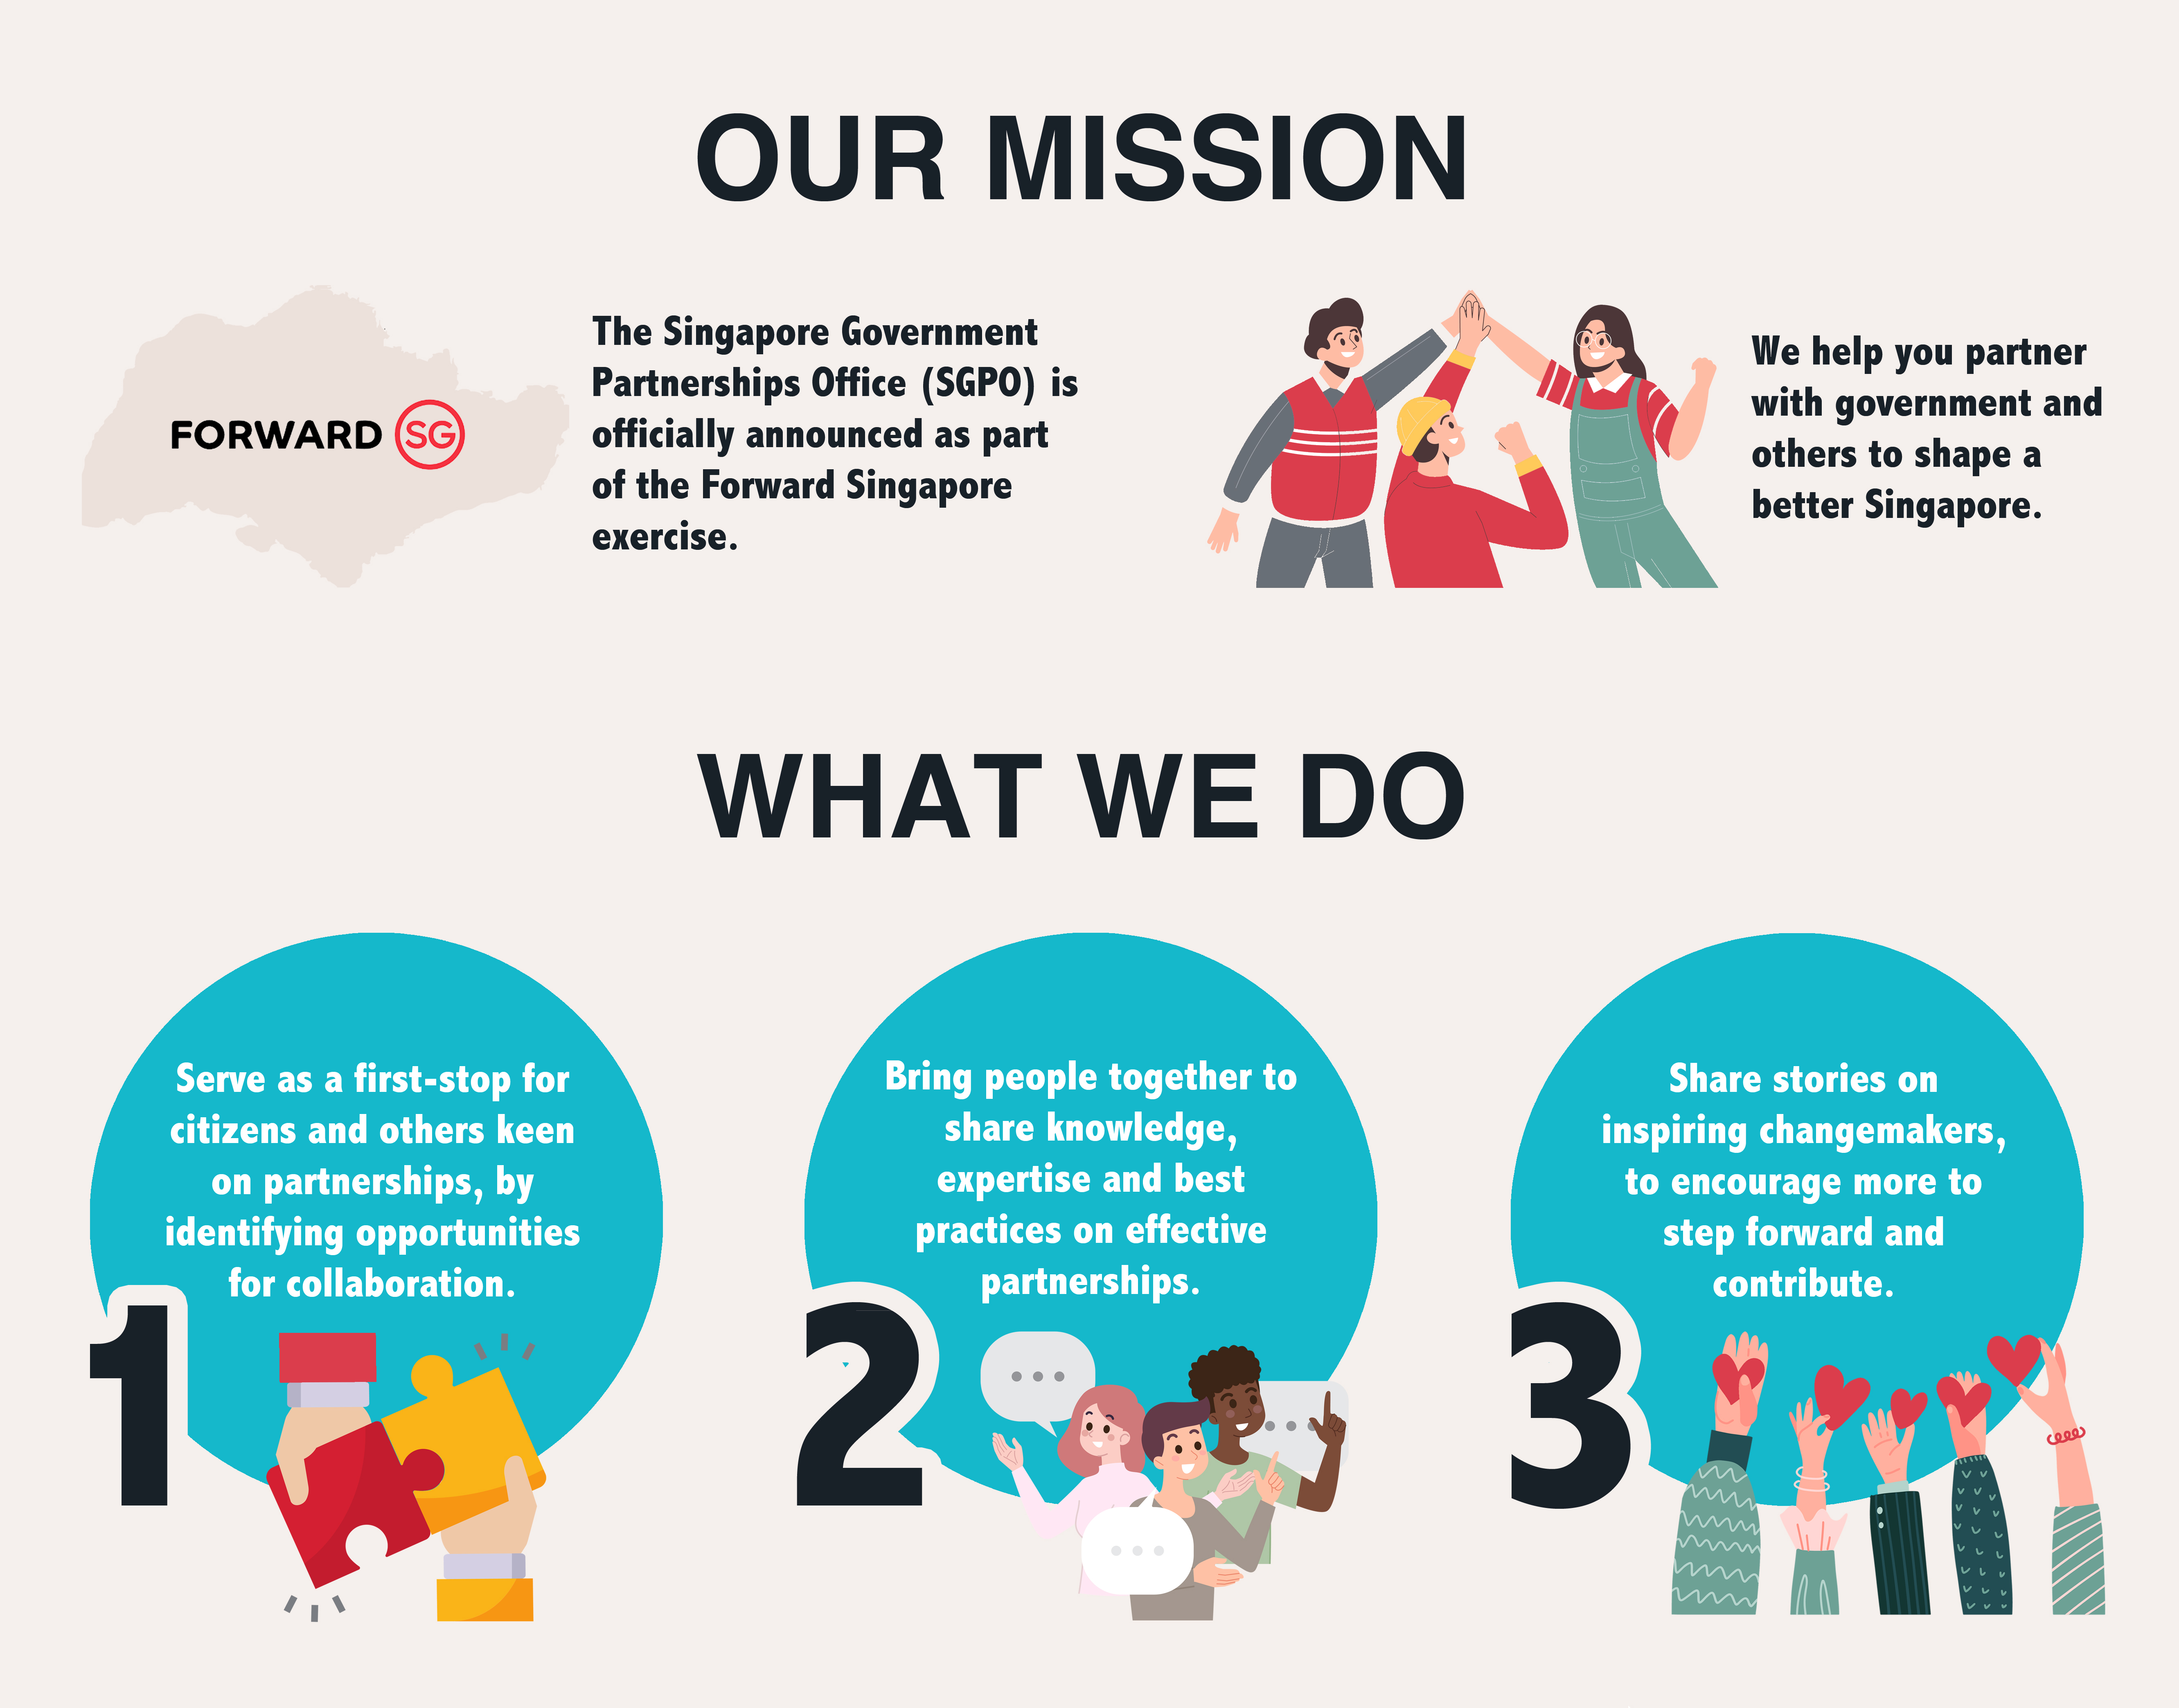 OUR MISSION
FORWARD SG
The Singapore Government
Partnerships Office (SGPO) is
officially announced as part
of the Forward Singapore
exercise.
We help you partner
with government and
others to shape a
better Singapore.
WHAT WE DO
Serve as a first-stop for
citizens and others keen
on partnerships, by
identifying opportunities
for collaboration.
1
Bring people together to
share knowledge,
expertise and best
practices on effective
partnerships.
2
Share stories on
inspiring changemakers,
to encourage more to
step forward and
contribute.
3